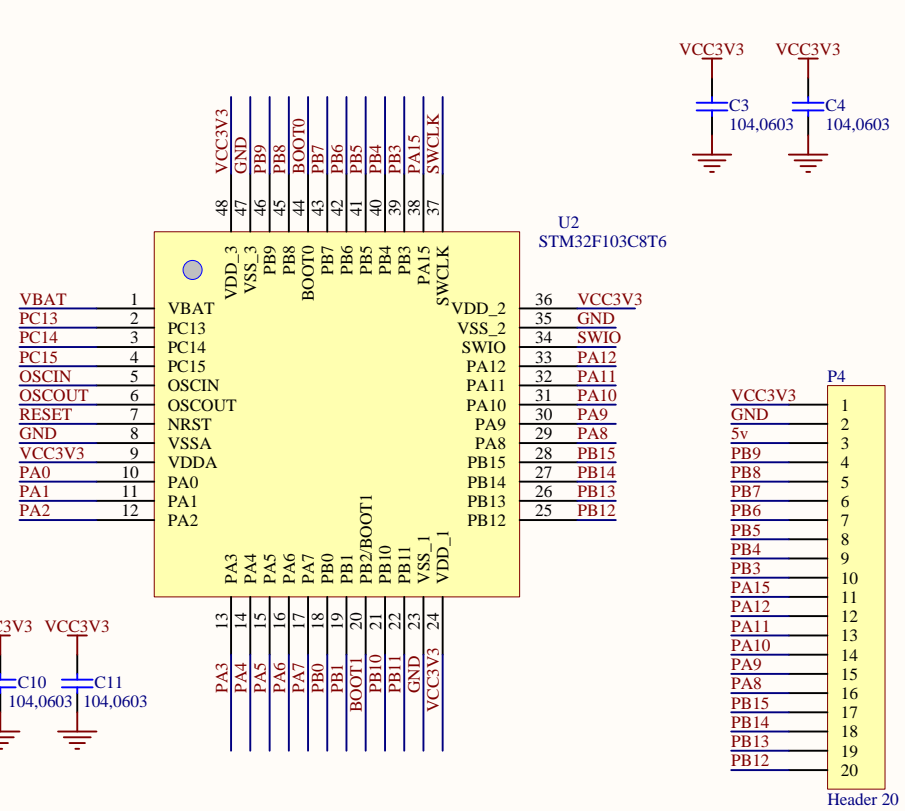 VCC3V3 VCC3V3
C3 C4
104,0603 104,0603
VCC3V3 GND PB9 PB8 BOOT0 PB7 PB6 PB5 PB4 PB3 PA15 SWCLK
48 47 46 45 44 43 42 41 40 39 38 37
U2
STM32F103C8T6
VDD_3 VSS_3 PB9 PB8 BOOT0 PB7 PB6 PB5 PB4 PB3 PA15 SWCLK
VBAT 1 VBAT
PC13 2 PC13
PC14 3 PC14
PC15 4 PC15
OSCIN 5 OSCIN
OSCOUT 6 OSCOUT
RESET 7 NRST
GND 8 VSSA
VCC3V3 9 VDDA
PA0 10 PA0
PA1 11 PA1
PA2 12 PA2
VDD_2 36 VCC3V3
VSS_2 35 GND
SWIO 34 SWIO
PA12 33 PA12
PA11 32 PA11
PA10 31 PA10
PA9 30 PA9
PA8 29 PA8
PB15 28 PB15
PB14 27 PB14
PB13 26 PB13
PB12 25 PB12
PA3 PA4 PA5 PA6 PA7 PB0 PB1 PB2/BOOT1 PB10 PB11 VSS_1 VDD_1
13 14 15 16 17 18 19 20 21 22 23 24
PA3 PA4 PA5 PA6 PA7 PB0 PB1 BOOT1 PB10 PB11 GND VCC3V3
3V3 VCC3V3
C10 C11
104,0603 104,0603
P4
VCC3V3 1
GND 2
5v 3
PB9 4
PB8 5
PB7 6
PB6 7
PB5 8
PB4 9
PB3 10
PA15 11
PA12 12
PA11 13
PA10 14
PA9 15
PA8 16
PB15 17
PB14 18
PB13 19
PB12 20
Header 20